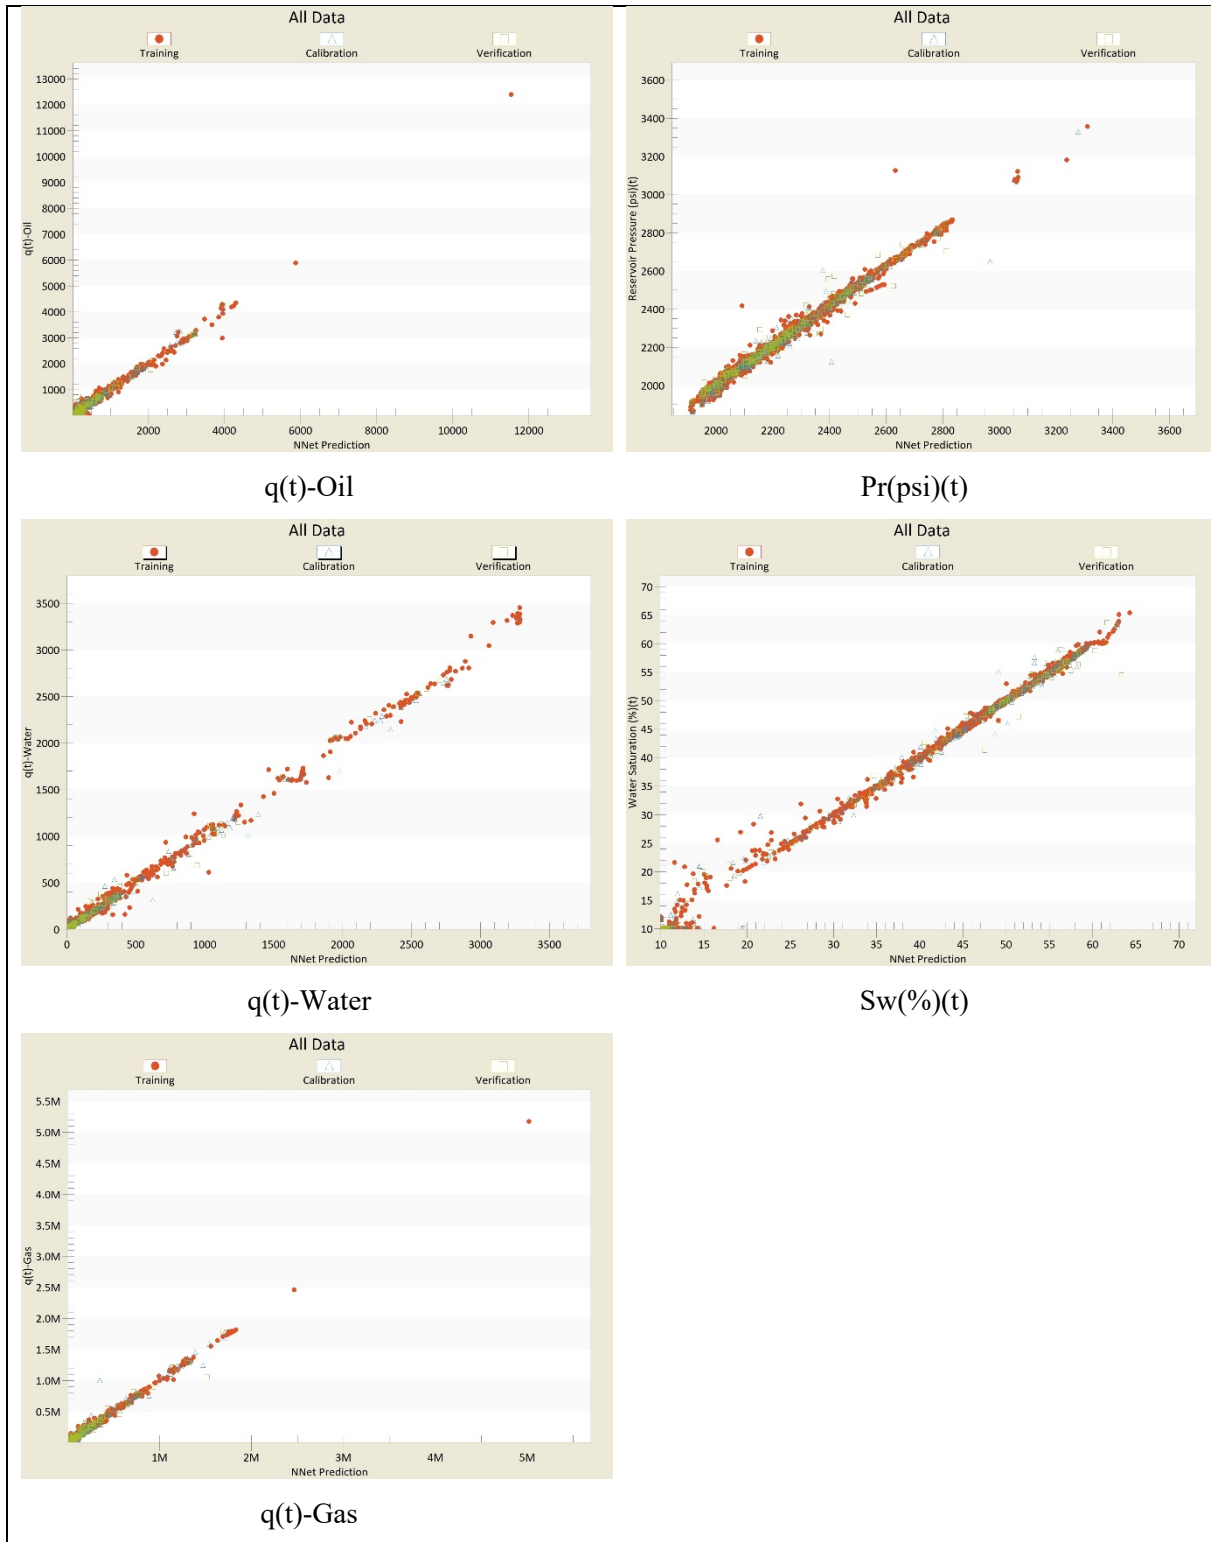 All Data
Training Calibration Verification
13000
12000
11000
10000
9000
8000
7000
6000
5000
4000
3000
2000
1000
q(t)-Oil
2000 4000 6000 8000 10000 12000
NNet Prediction
q(t)-Oil
All Data
Training Calibration Verification
3600
3400
3200
3000
2800
2600
2400
2200
2000
Reservoir Pressure (psi)(t)
2000 2200 2400 2600 2800 3000 3200 3400 3600
NNet Prediction
Pr(psi)(t)
All Data
Training Calibration Verification
3500
3000
2500
2000
1500
1000
500
0
q(t)-Water
0 500 1000 1500 2000 2500 3000 3500
NNet Prediction
q(t)-Water
All Data
Training Calibration Verification
70
65
60
55
50
45
40
35
30
25
20
15
10
Water Saturation (%)(t)
10 15 20 25 30 35 40 45 50 55 60 65 70
NNet Prediction
Sw(%)(t)
All Data
Training Calibration Verification
5.5M
5.0M
4.5M
4.0M
3.5M
3.0M
2.5M
2.0M
1.5M
1.0M
0.5M
q(t)-Gas
1M 2M 3M 4M 5M
NNet Prediction
q(t)-Gas